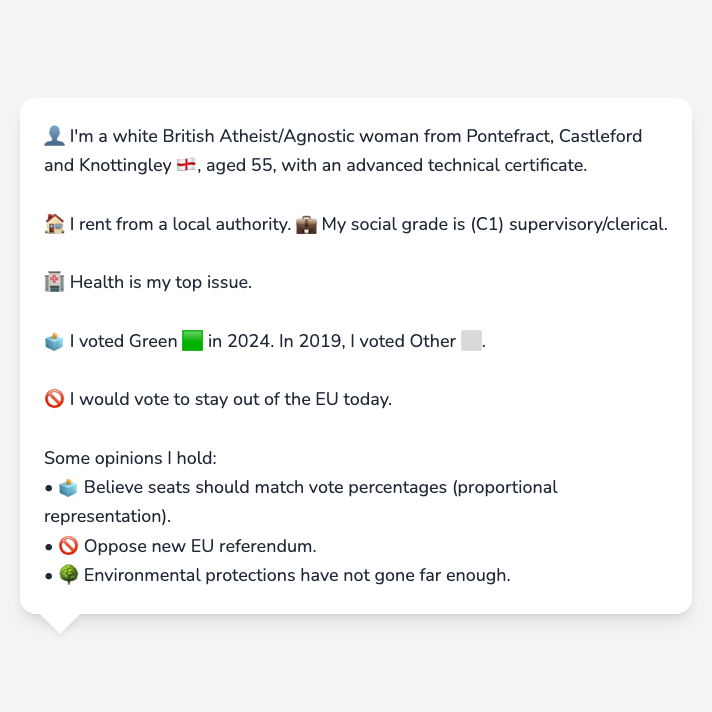 👤 I'm a white British Atheist/Agnostic woman from Pontefract, Castleford
and Knottingley 🏴󠁧󠁢󠁥󠁮󠁧󠁿, aged 55, with an advanced technical certificate.
🏠 I rent from a local authority. 💼 My social grade is (C1) supervisory/clerical.
🏥 Health is my top issue.
🗳️ I voted Green 🟩 in 2024. In 2019, I voted Other ⬜.
🚫 I would vote to stay out of the EU today.
Some opinions I hold:
• 🗳️ Believe seats should match vote percentages (proportional
representation).
• 🚫 Oppose new EU referendum.
• 🌳 Environmental protections have not gone far enough.